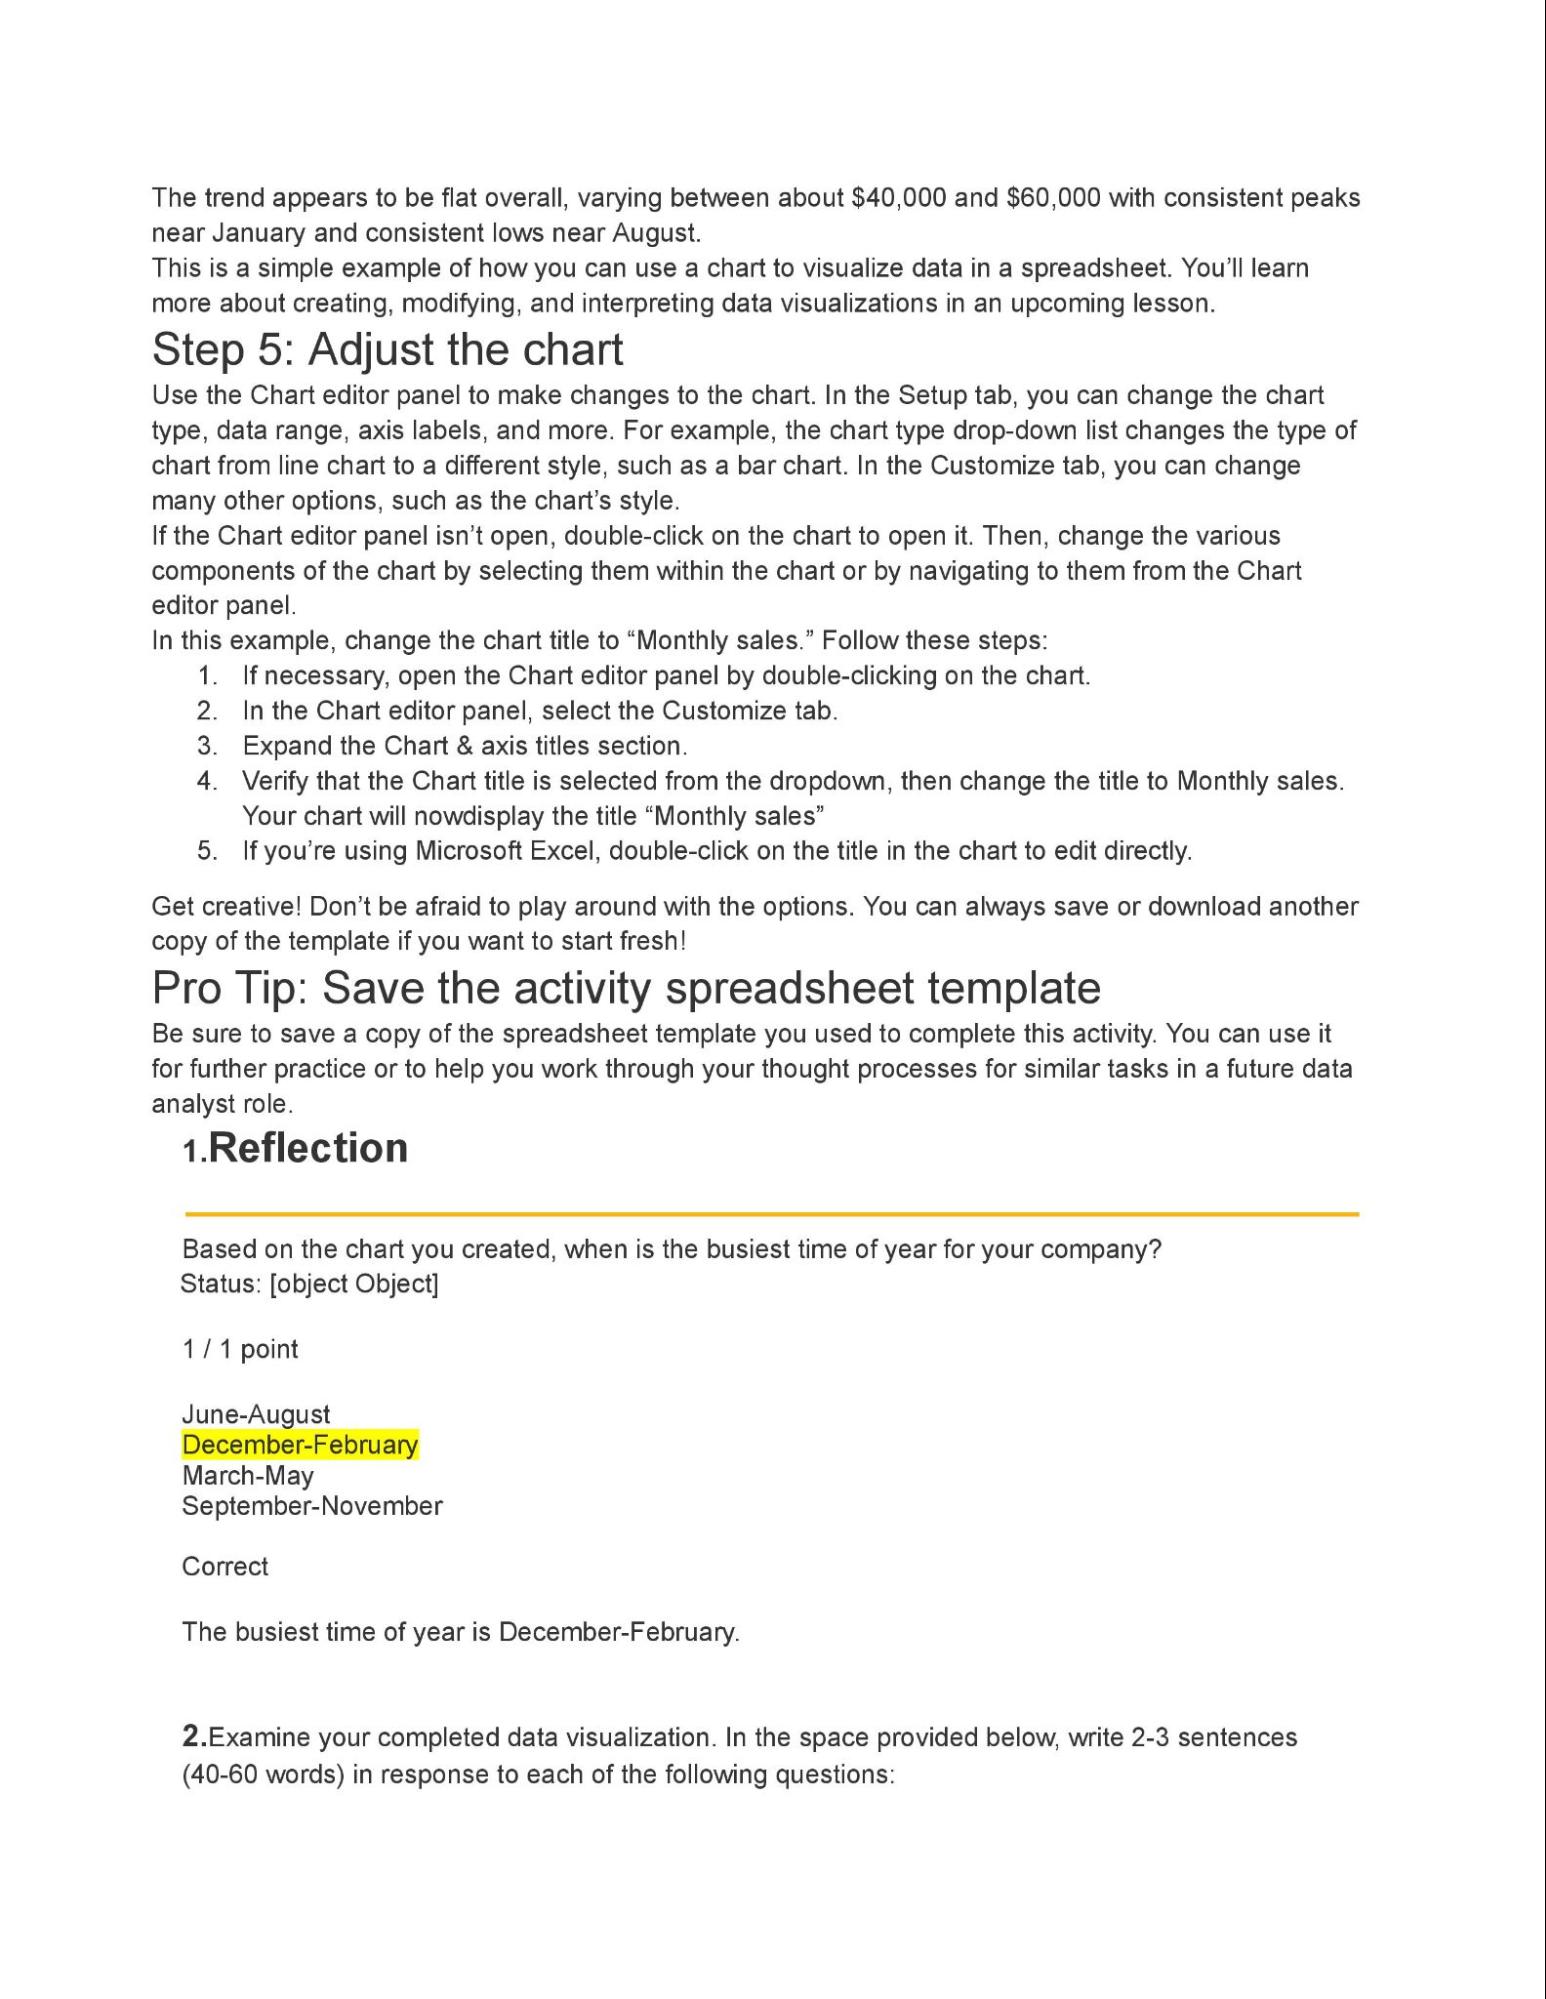 The trend appears to be flat overall, varying between about $40,000 and $60,000 with consistent peaks
near January and consistent lows near August.
This is a simple example of how you can use a chart to visualize data in a spreadsheet. You’ll learn
more about creating, modifying, and interpreting data visualizations in an upcoming lesson.
Step 5: Adjust the chart
Use the Chart editor panel to make changes to the chart. In the Setup tab, you can change the chart
type, data range, axis labels, and more. For example, the chart type drop-down list changes the type of
chart from line chart to a different style, such as a bar chart. In the Customize tab, you can change
many other options, such as the chart’s style.
If the Chart editor panel isn’t open, double-click on the chart to open it. Then, change the various
components of the chart by selecting them within the chart or by navigating to them from the Chart
editor panel.
In this example, change the chart title to “Monthly sales.” Follow these steps:
1. If necessary, open the Chart editor panel by double-clicking on the chart.
2. In the Chart editor panel, select the Customize tab.
3. Expand the Chart & axis titles section.
4. Verify that the Chart title is selected from the dropdown, then change the title to Monthly sales.
Your chart will nowdisplay the title “Monthly sales”
5. If you’re using Microsoft Excel, double-click on the title in the chart to edit directly.
Get creative! Don’t be afraid to play around with the options. You can always save or download another
copy of the template if you want to start fresh!
Pro Tip: Save the activity spreadsheet template
Be sure to save a copy of the spreadsheet template you used to complete this activity. You can use it
for further practice or to help you work through your thought processes for similar tasks in a future data
analyst role.
1.Reflection
Based on the chart you created, when is the busiest time of year for your company?
Status: [object Object]
1 / 1 point
June-August
December-February
March-May
September-November
Correct
The busiest time of year is December-February.
2.Examine your completed data visualization. In the space provided below, write 2-3 sentences
(40-60 words) in response to each of the following questions: